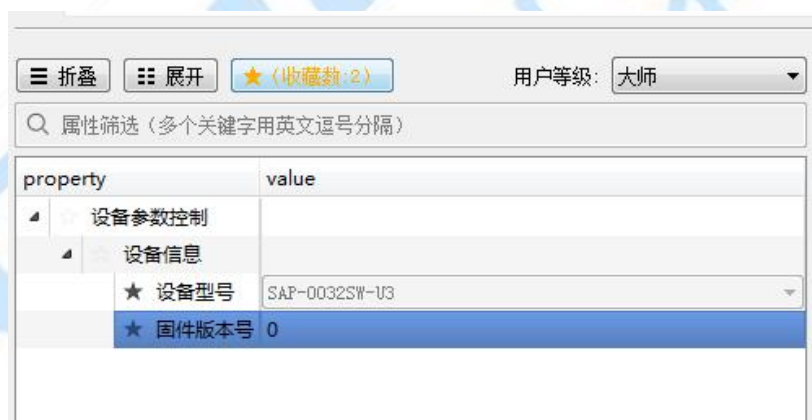 折叠 展开 (收藏数:2) 用户等级: 大师
属性筛选（多个关键字用英文逗号分隔）
property value
设备参数控制
设备信息
设备型号 SAP-0032SW-U3
固件版本号 0